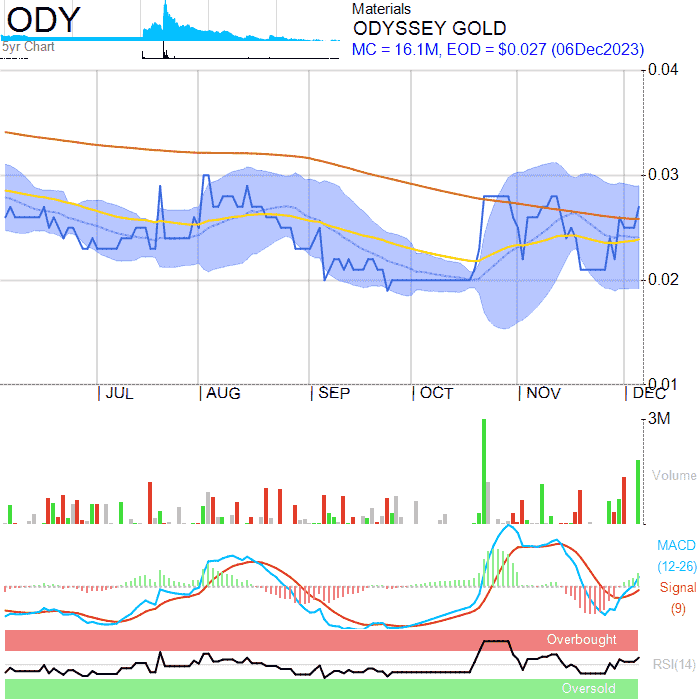 ODY
5yr Chart
Materials
ODYSSEY GOLD
MC = 16.1M, EOD = $0.027 (06Dec2023)
0.04
0.03
0.02
0.01
JUL AUG SEP OCT NOV DEC
3M
Volume
MACD
(12-26)
Signal
(9)
Overbought
RSI(14)
Oversold